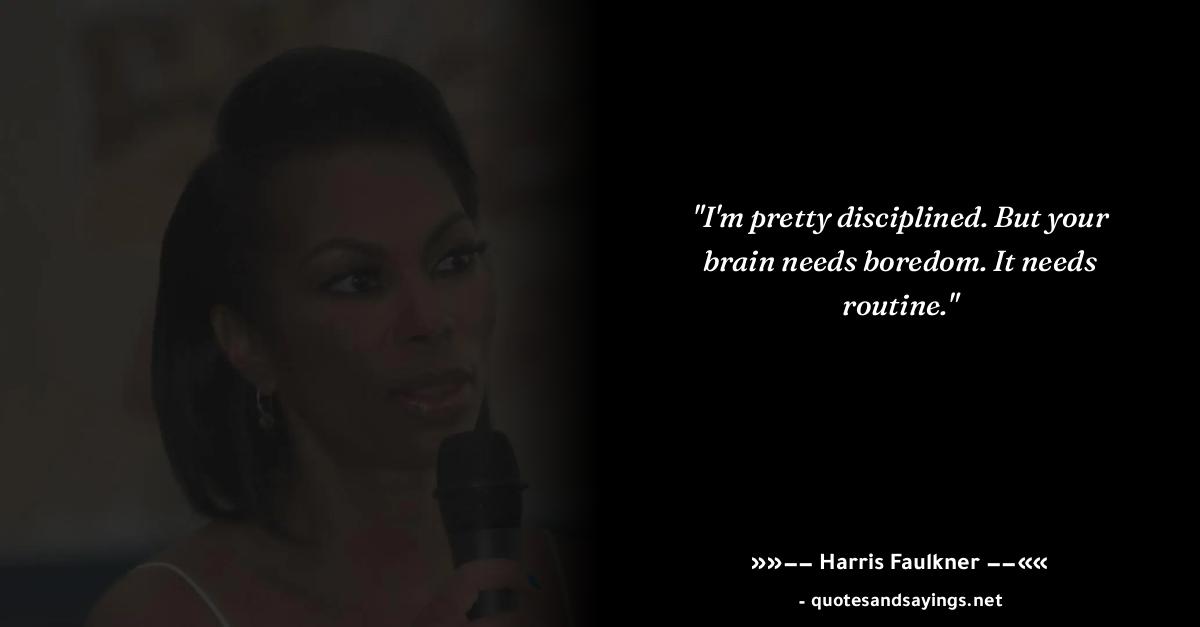 "I'm pretty disciplined. But your
brain needs boredom. It needs
routine."
»»−− Harris Faulkner −−««
- quotesandsayings.net